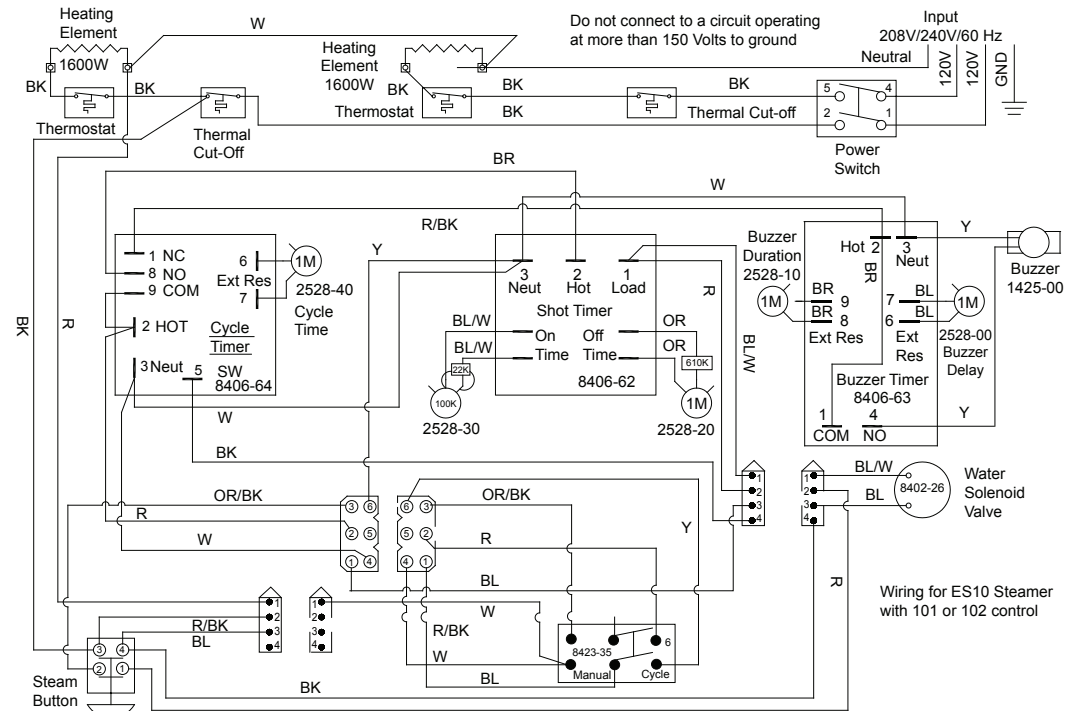 Heating
Element
1600W
W
Heating
Element
1600W
Do not connect to a circuit operating
at more than 150 Volts to ground
Input
208V/240V/60 Hz
Neutral
120V
120V
GND
BK
BK
BK
BK
BK
BK
Thermostat
Thermal
Cut-Off
Thermostat
Thermal Cut-off
5
4
2
1
Power
Switch
BR
W
R/BK
Y
1 NC
8 NO
9 COM
6
Ext Res
7
1M
2528-40
Cycle
Time
2 HOT
Cycle
Timer
3 Neut
5
SW
8406-64
3
Neut
2
Hot
1
Load
Shot Timer
On
Time
Off
Time
8406-62
BL/W
BL/W
22K
100K
2528-30
OR
OR
610K
1M
2528-20
R
BL/W
Buzzer
Duration
2528-10
1M
BR
BR
9
8
Ext Res
Hot 2
3
Neut
BR
7
6
Ext
Res
BL
BL
1M
2528-00
Buzzer
Delay
Y
Buzzer
1425-00
Buzzer Timer
8406-63
1
COM
4
NO
Y
BK
R
W
BK
OR/BK
R
W
3 6
2 5
1 4
6 3
5 2
4 1
OR/BK
R
Y
BL
1
2
3
4
1
2
3
4
BL/W
BL
8402-26
Water
Solenoid
Valve
R
Wiring for ES10 Steamer
with 101 or 102 control
1
2
3
4
1
2
3
4
R/BK
BL
W
R/BK
W
BL
8423-35
6
Manual
Cycle
3 4
2 1
Steam
Button
BK